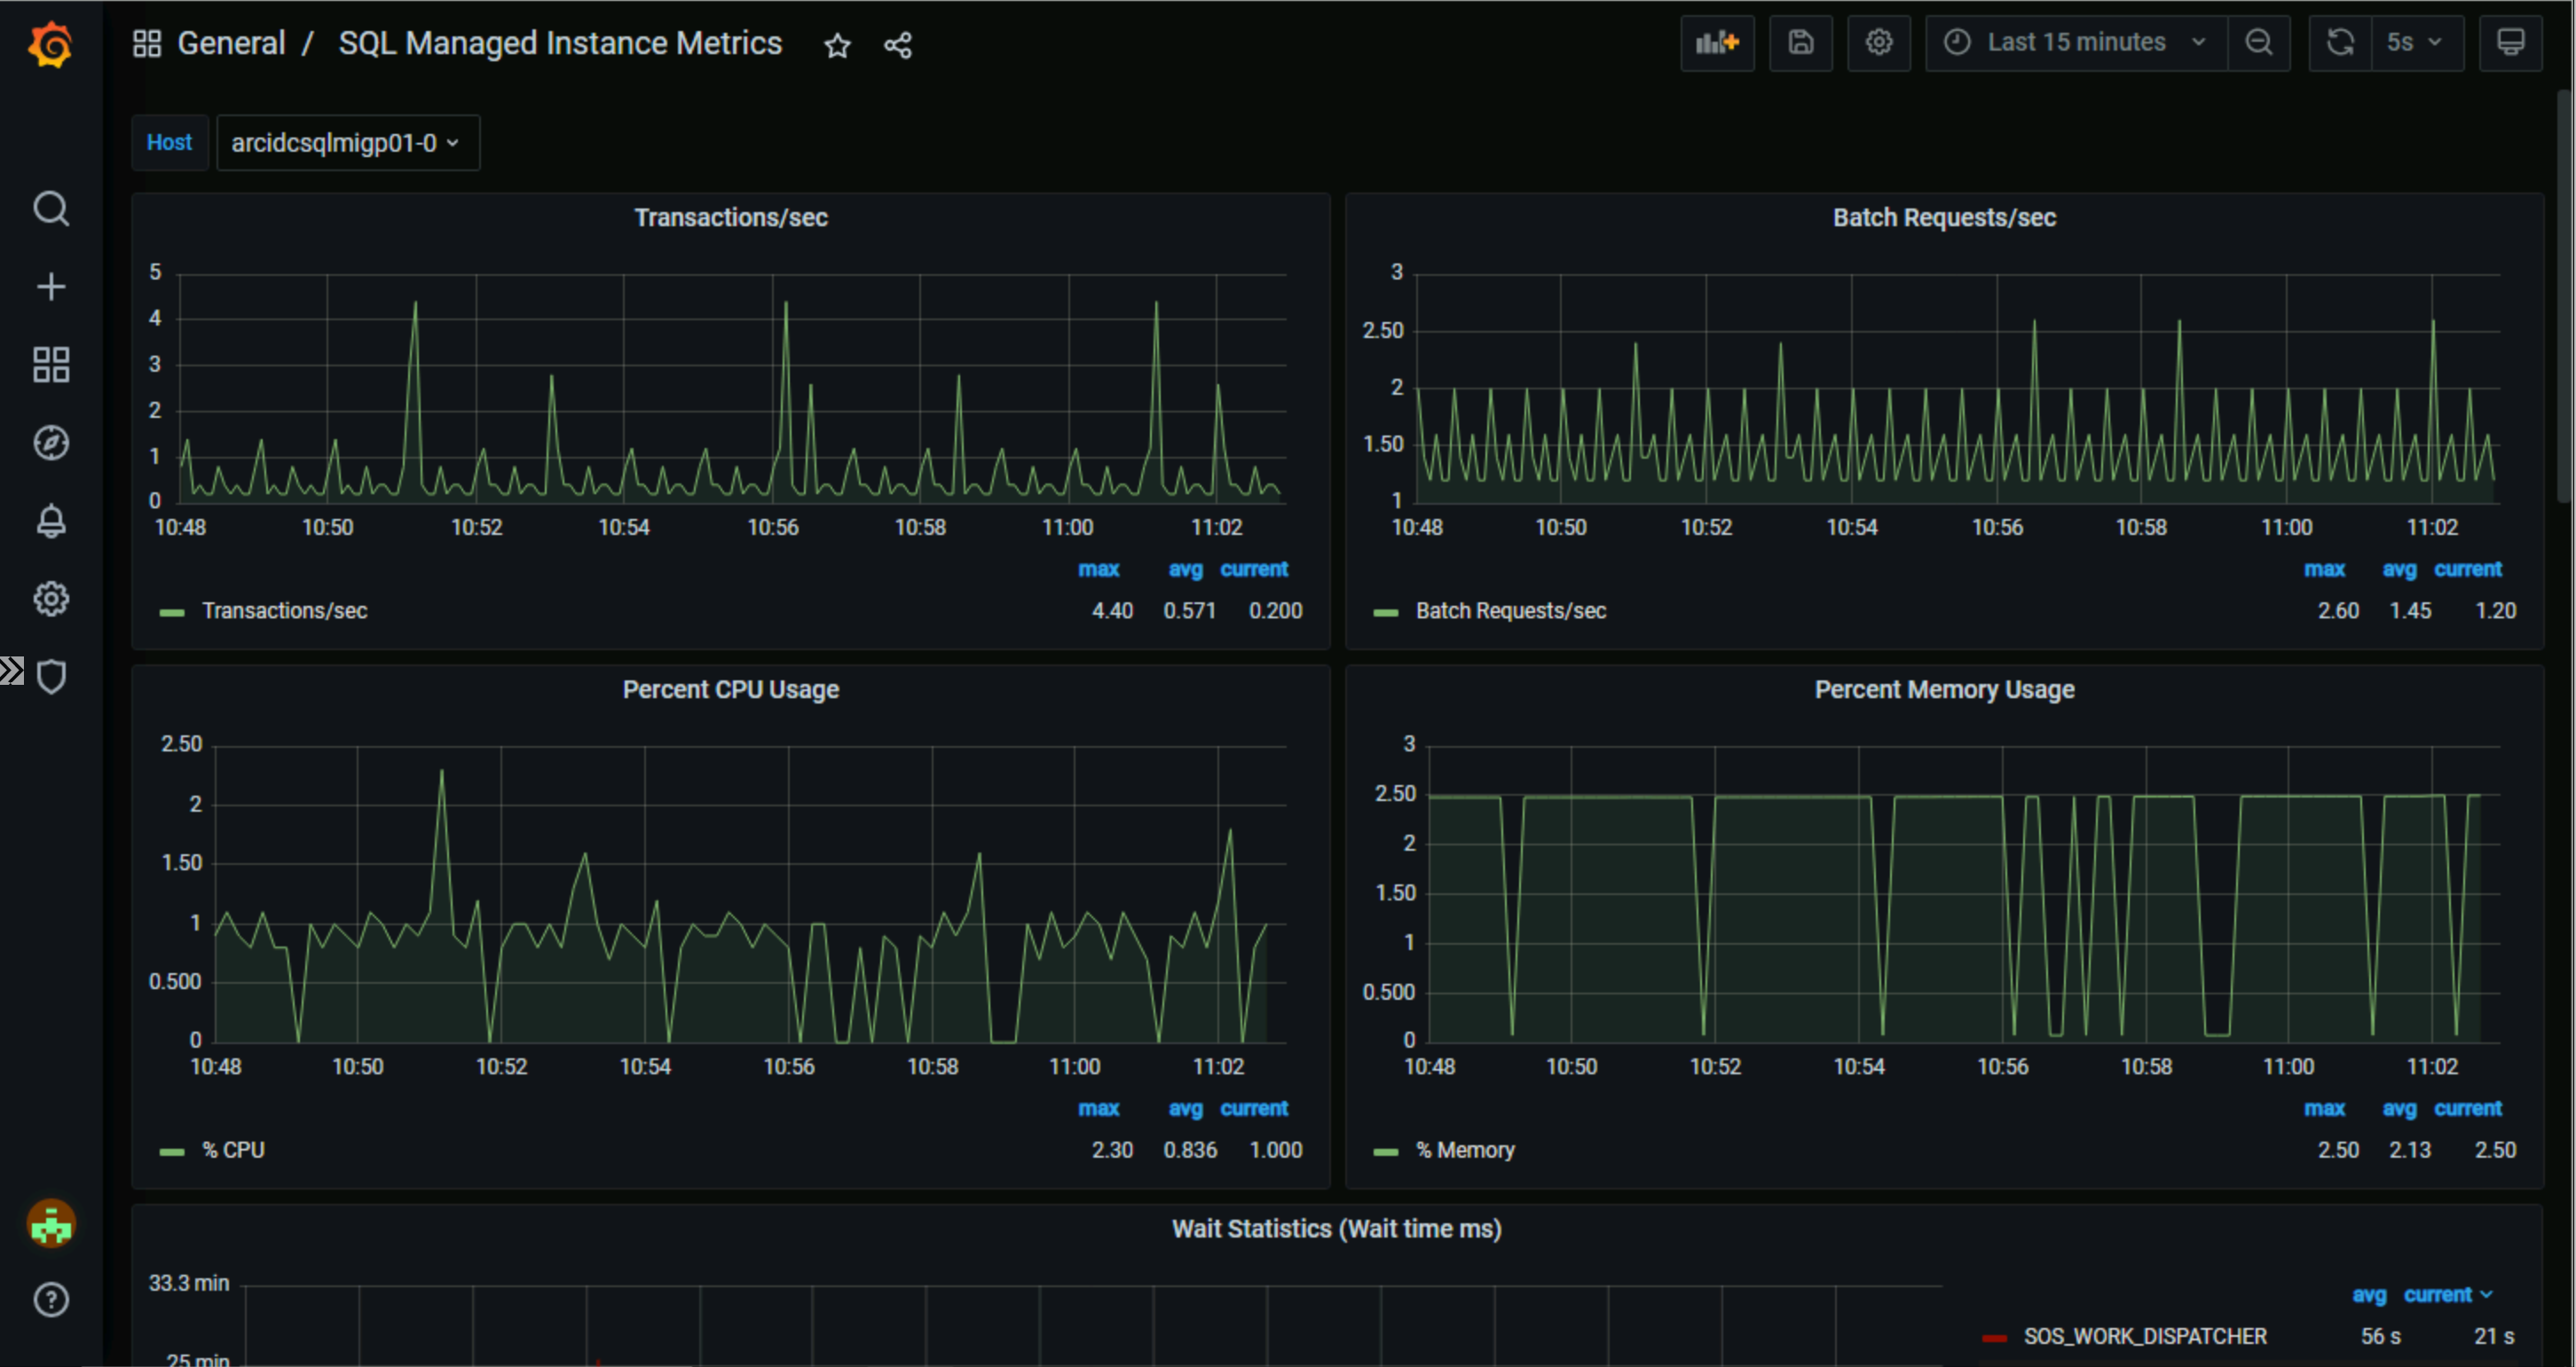 General / SQL Managed Instance Metrics
Last 15 minutes
5s
Host arcidcsqlmigp01-0
Transactions/sec
5
4
3
2
1
0
10:48 10:50 10:52 10:54 10:56 10:58 11:00 11:02
max avg current
Transactions/sec 4.40 0.571 0.200
Batch Requests/sec
3
2.50
2
1.50
1
10:48 10:50 10:52 10:54 10:56 10:58 11:00 11:02
max avg current
Batch Requests/sec 2.60 1.45 1.20
Percent CPU Usage
2.50
2
1.50
1
0.500
0
10:48 10:50 10:52 10:54 10:56 10:58 11:00 11:02
max avg current
% CPU 2.30 0.836 1.000
Percent Memory Usage
3
2.50
2
1.50
1
0.500
0
10:48 10:50 10:52 10:54 10:56 10:58 11:00 11:02
max avg current
% Memory 2.50 2.13 2.50
Wait Statistics (Wait time ms)
33.3 min
25 min
avg current
SOS_WORK_DISPATCHER 56 s 21 s